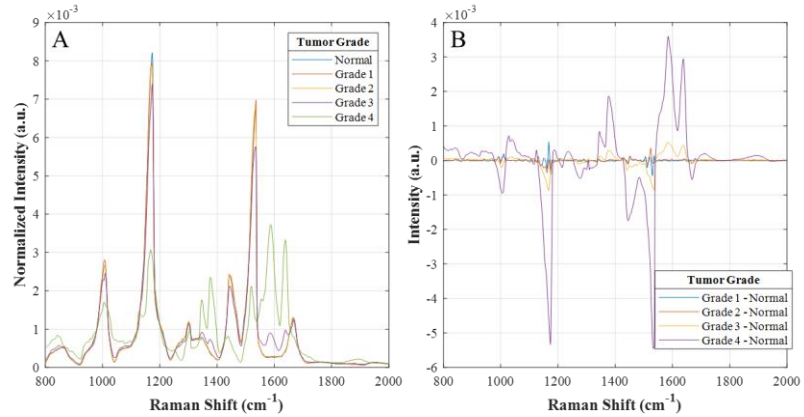 A
×10⁻³
Normalized Intensity (a.u.)
9
8
7
6
5
4
3
2
1
0
800 1000 1200 1400 1600 1800 2000
Raman Shift (cm⁻¹)
Tumor Grade
Normal
Grade 1
Grade 2
Grade 3
Grade 4
B
×10⁻³
Intensity (a.u.)
4
3
2
1
0
-1
-2
-3
-4
-5
-6
800 1000 1200 1400 1600 1800 2000
Raman Shift (cm⁻¹)
Tumor Grade
Grade 1 - Normal
Grade 2 - Normal
Grade 3 - Normal
Grade 4 - Normal